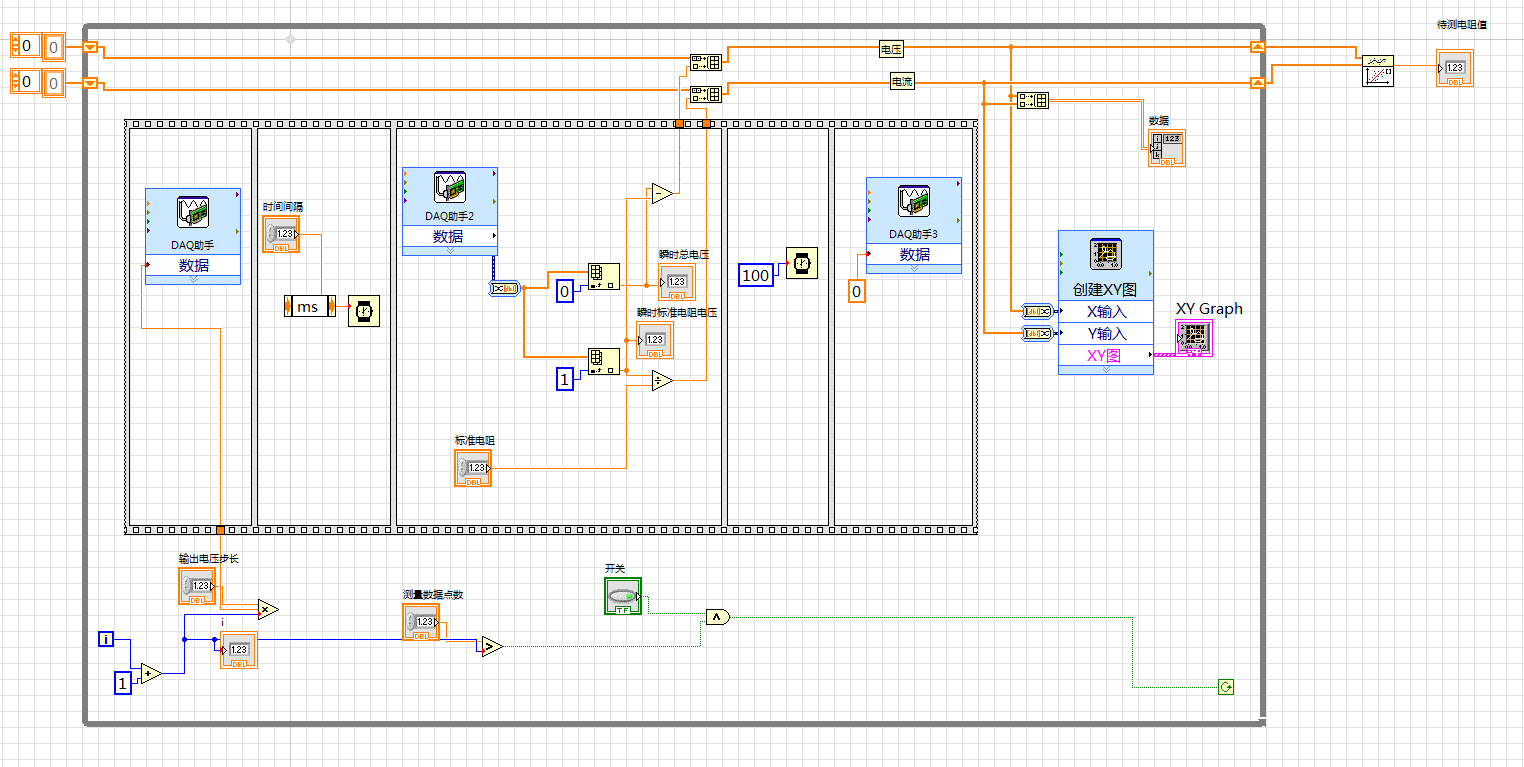 待测电阻值
0
0
电压
1.23
DBL
0
0
电流
数据
123
DBL
DAQ助手
数据
时间间隔
1.23
DBL
ms
DAQ助手2
数据
0
1
瞬时总电压
1.23
DBL
瞬时标准电阻电压
1.23
DBL
标准电阻
1.23
DBL
100
DAQ助手3
数据
0
创建XY图
X输入
Y输入
XY图
XY Graph
输出电压步长
1.23
DBL
i
i
1.23
DBL
1
测量数据点数
1.23
DBL
开关
TF